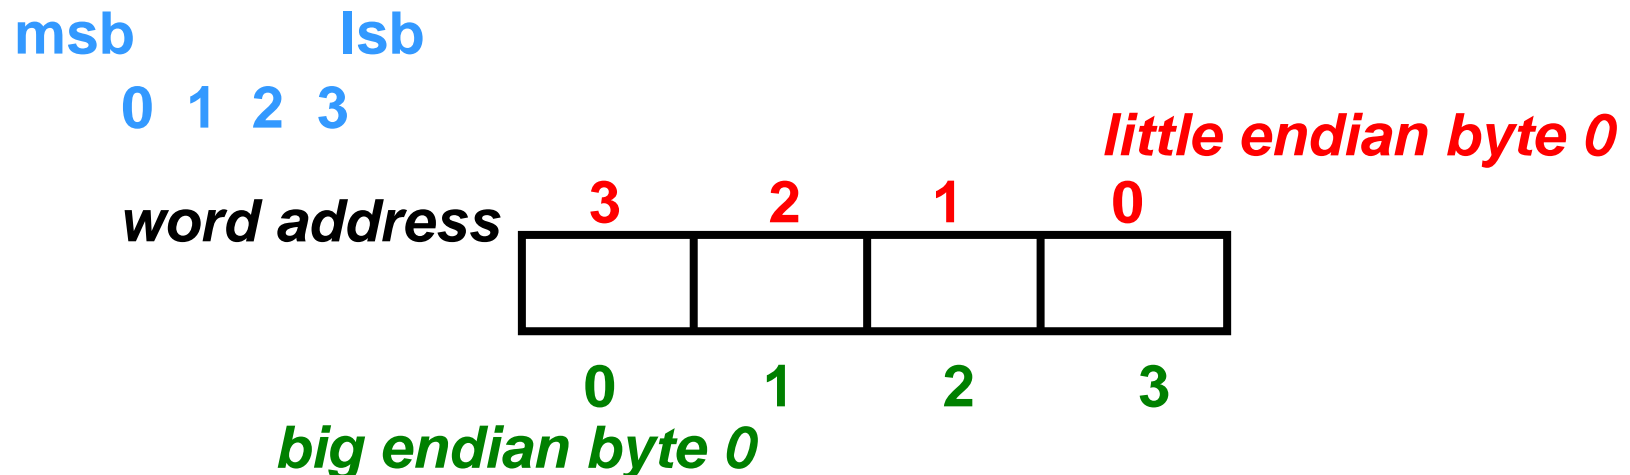 msb lsb
0 1 2 3
little endian byte 0
word address 3 2 1 0
0 1 2 3
big endian byte 0